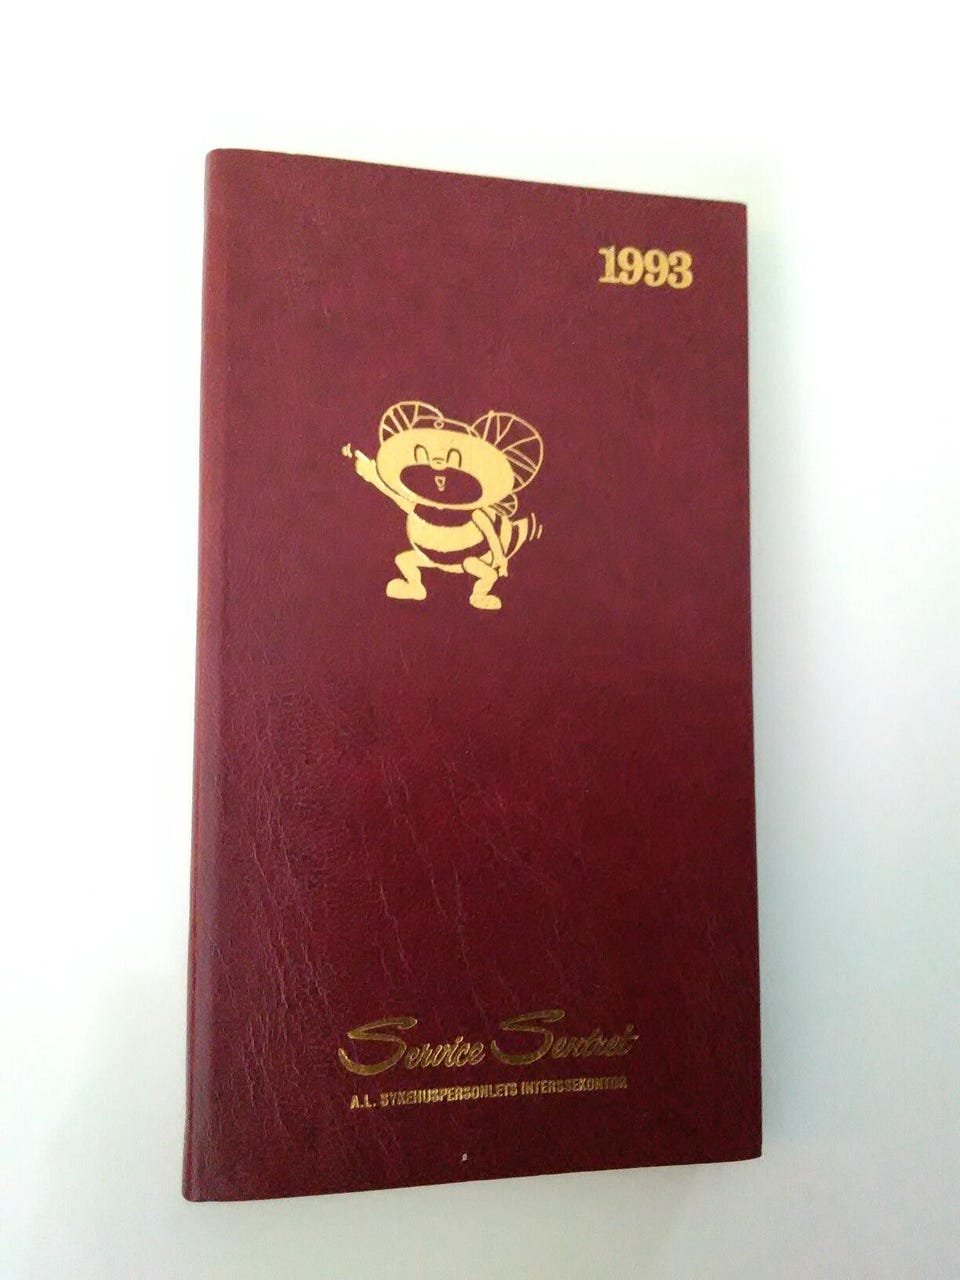 1993
Service Sentret
A.L. SYKEHUSPERSONLETS INTERSSEKONTOR